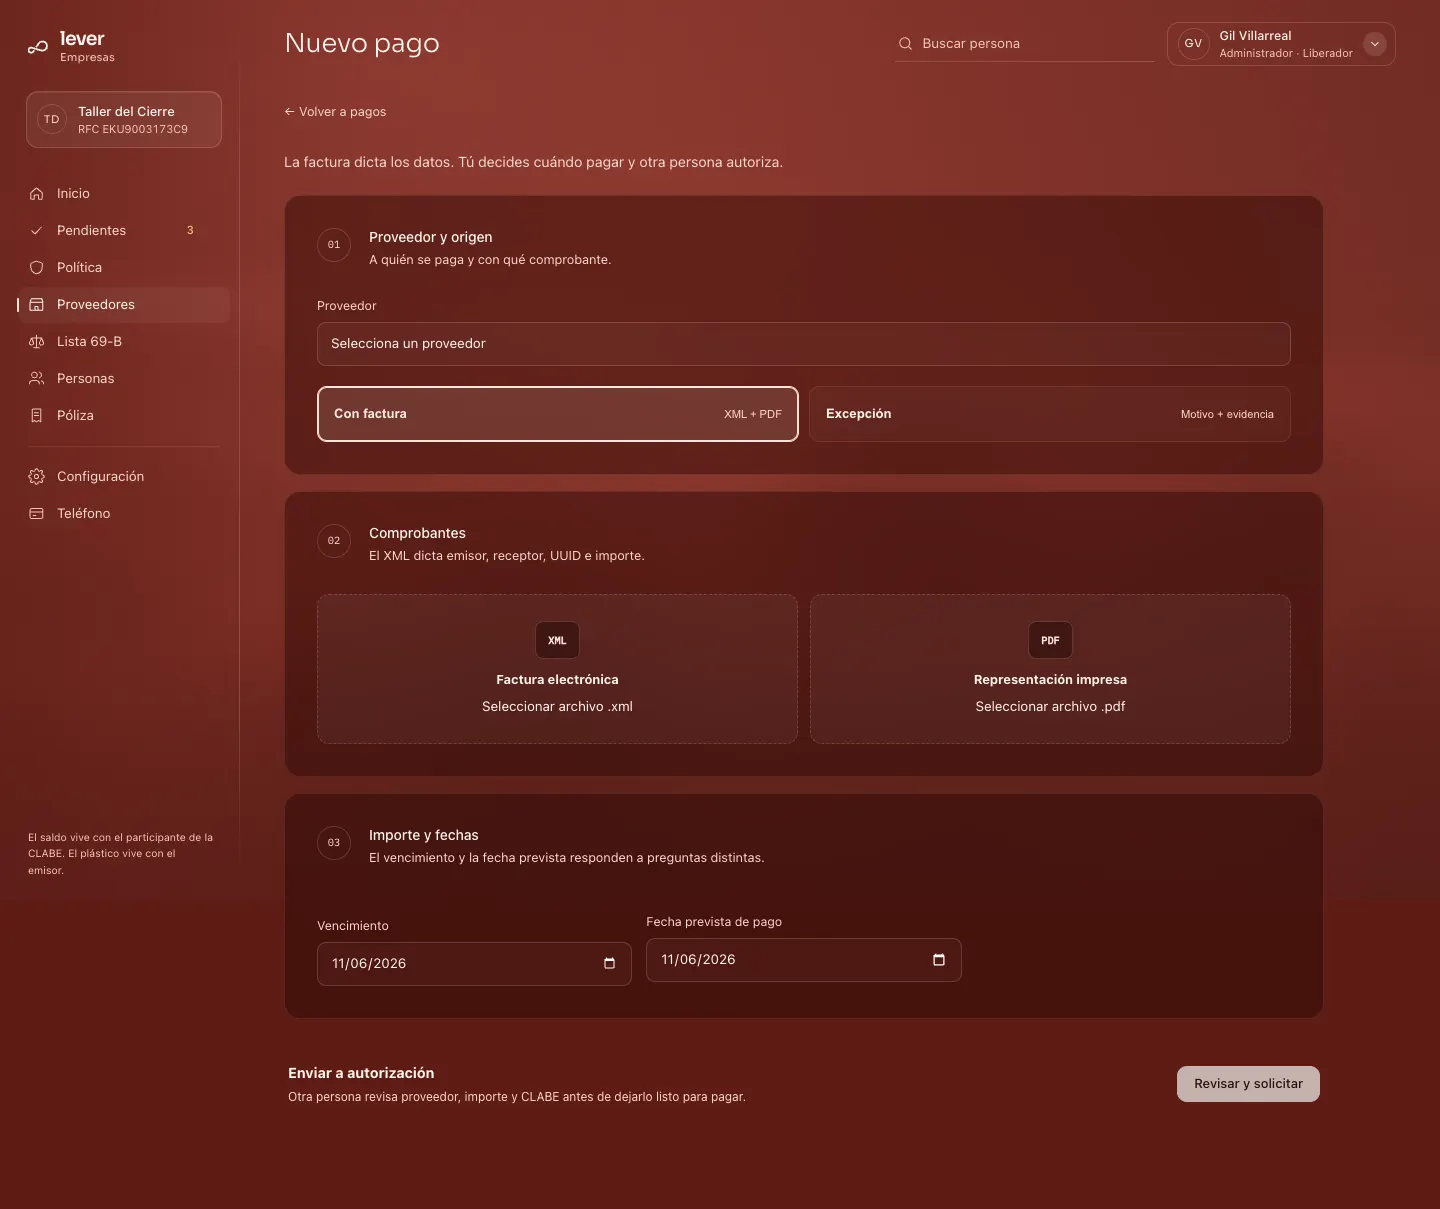 lever
Empresas
TD
Taller del Cierre
RFC EKU9003173C9
Inicio
Pendientes 3
Política
Proveedores
Lista 69-B
Personas
Póliza
Configuración
Teléfono
El saldo vive con el participante de la
CLABE. El plástico vive con el
emisor.
Nuevo pago
Buscar persona
GV
Gil Villarreal
Administrador · Liberador
← Volver a pagos
La factura dicta los datos. Tú decides cuándo pagar y otra persona autoriza.
01
Proveedor y origen
A quién se paga y con qué comprobante.
Proveedor
Selecciona un proveedor
Con factura XML + PDF
Excepción Motivo + evidencia
02
Comprobantes
El XML dicta emisor, receptor, UUID e importe.
XML
Factura electrónica
Seleccionar archivo .xml
PDF
Representación impresa
Seleccionar archivo .pdf
03
Importe y fechas
El vencimiento y la fecha prevista responden a preguntas distintas.
Vencimiento
11/06/2026
Fecha prevista de pago
11/06/2026
Enviar a autorización
Otra persona revisa proveedor, importe y CLABE antes de dejarlo listo para pagar.
Revisar y solicitar